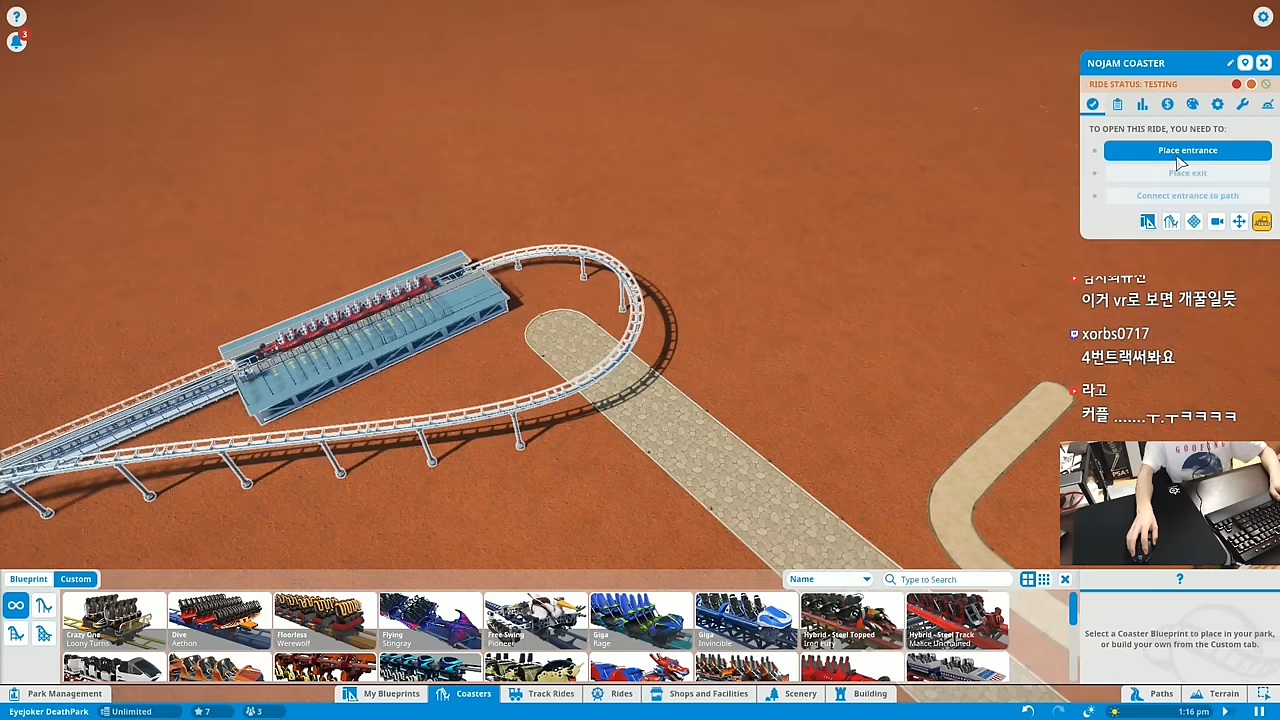 ?
3
NOJAM COASTER
RIDE STATUS: TESTING
TO OPEN THIS RIDE, YOU NEED TO:
Place entrance
Place exit
Connect entrance to path
이거 vr로 보면 개꿀일듯
xorbs0717
4번트랙써봐요
라고
커플 .......ㅜ.ㅜㅋㅋㅋㅋ
Blueprint Custom
Name
Type to Search
?
Crazy One
Loony Turns
Dive
Aethon
Floorless
Werewolf
Flying
Stingray
Free Swing
Pioneer
Giga
Rage
Giga
Invincible
Hybrid - Steel Topped
Iron Fury
Hybrid - Steel Track
Malice Unchained
Select a Coaster Blueprint to place in your park, or build your own from the Custom tab.
Park Management
My Blueprints
Coasters
Track Rides
Rides
Shops and Facilities
Scenery
Building
Paths
Terrain
Eyejoker DeathPark
Unlimited
7
3
1:16 pm